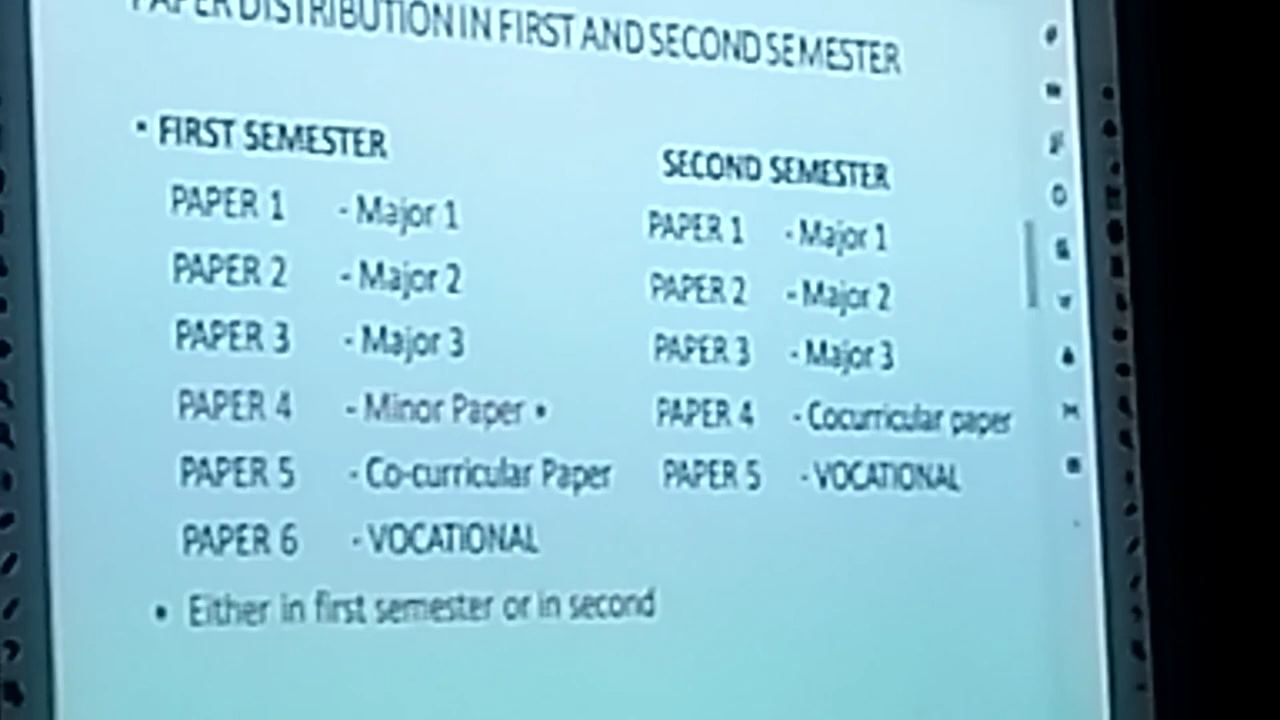 PAPER DISTRIBUTION IN FIRST AND SECOND SEMESTER
• FIRST SEMESTER
PAPER 1 - Major 1
PAPER 2 - Major 2
PAPER 3 - Major 3
PAPER 4 - Minor Paper •
PAPER 5 - Co-curricular Paper
PAPER 6 - VOCATIONAL
• Either in first semester or in second
SECOND SEMESTER
PAPER 1 - Major 1
PAPER 2 - Major 2
PAPER 3 - Major 3
PAPER 4 - Cocurricular paper
PAPER 5 - VOCATIONAL